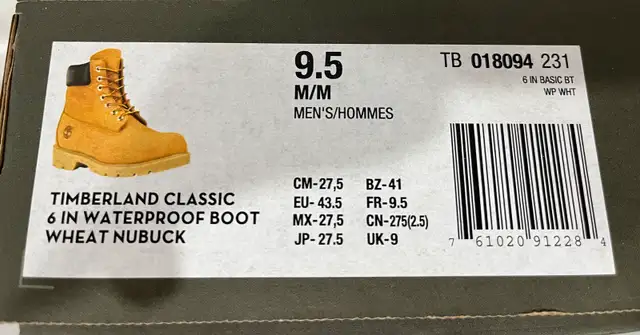 9.5
M/M
MEN'S/HOMMES
TB 018094 231
6 IN BASIC BT
WP WHT
TIMBERLAND CLASSIC
6 IN WATERPROOF BOOT
WHEAT NUBUCK
CM-27,5 BZ-41
EU-43.5 FR-9.5
MX-27,5 CN-275(2.5)
JP-27.5 UK-9
7 61020 91228 4